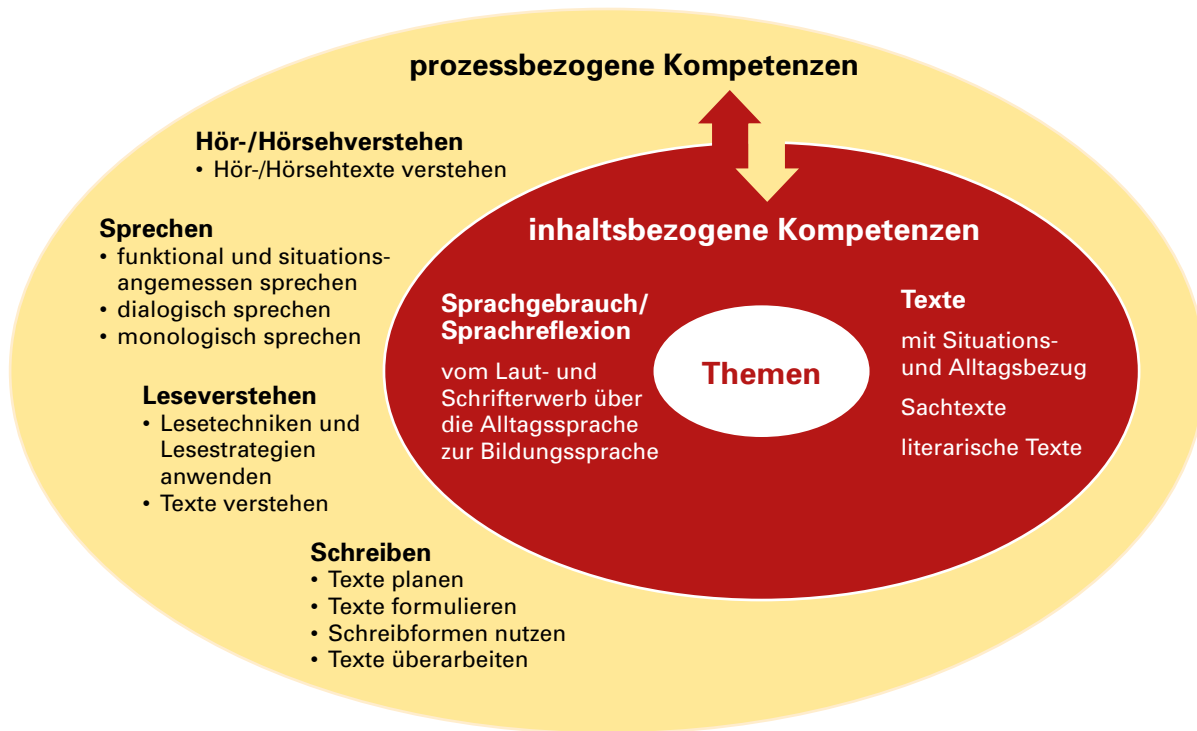 prozessbezogene Kompetenzen
Hör-/Hörsehverstehen
• Hör-/Hörsehtexte verstehen
Sprechen
• funktional und situations-
angemessen sprechen
• dialogisch sprechen
• monologisch sprechen
Leseverstehen
• Lesetechniken und
Lesestrategien
anwenden
• Texte verstehen
Schreiben
• Texte planen
• Texte formulieren
• Schreibformen nutzen
• Texte überarbeiten
inhaltsbezogene Kompetenzen
Sprachgebrauch/
Sprachreflexion
vom Laut- und
Schrifterwerb über
die Alltagssprache
zur Bildungssprache
Themen
Texte
mit Situations-
und Alltagsbezug
Sachtexte
literarische Texte